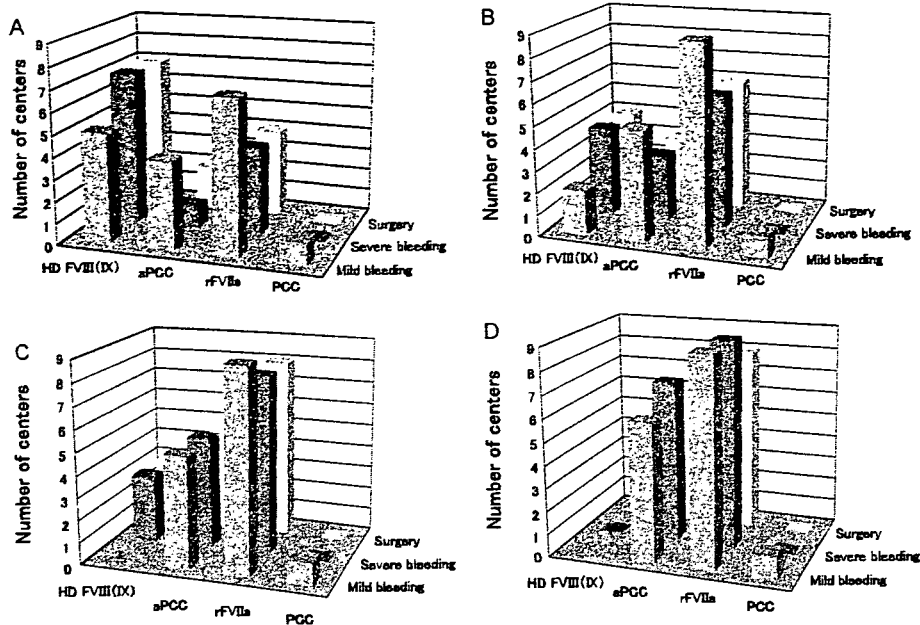 A
Number of centers
9
8
7
6
5
4
3
2
1
0
HD FVIII(IX)
aPCC
rFVIIa
PCC
Surgery
Severe bleeding
Mild bleeding
B
Number of centers
9
8
7
6
5
4
3
2
1
0
HD FVIII(IX)
aPCC
rFVIIa
PCC
Surgery
Severe bleeding
Mild bleeding
C
Number of centers
9
8
7
6
5
4
3
2
1
0
HD FVIII(IX)
aPCC
rFVIIa
PCC
Surgery
Severe bleeding
Mild bleeding
D
Number of centers
9
8
7
6
5
4
3
2
1
0
HD FVIII(IX)
aPCC
rFVIIa
PCC
Surgery
Severe bleeding
Mild bleeding